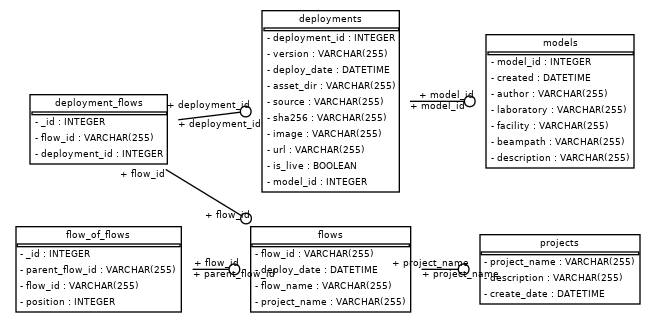 deployments
- deployment_id : INTEGER
- version : VARCHAR(255)
- deploy_date : DATETIME
- asset_dir : VARCHAR(255)
- source : VARCHAR(255)
- sha256 : VARCHAR(255)
- image : VARCHAR(255)
- url : VARCHAR(255)
- is_live : BOOLEAN
- model_id : INTEGER
models
- model_id : INTEGER
- created : DATETIME
- author : VARCHAR(255)
- laboratory : VARCHAR(255)
- facility : VARCHAR(255)
- beampath : VARCHAR(255)
- description : VARCHAR(255)
+ model_id
+ model_id
deployment_flows
- _id : INTEGER
- flow_id : VARCHAR(255)
- deployment_id : INTEGER
+ deployment_id
+ deployment_id
+ flow_id
+ flow_id
flow_of_flows
- _id : INTEGER
- parent_flow_id : VARCHAR(255)
- flow_id : VARCHAR(255)
- position : INTEGER
+ flow_id
+ parent_flow_id
flows
- flow_id : VARCHAR(255)
- deploy_date : DATETIME
- flow_name : VARCHAR(255)
- project_name : VARCHAR(255)
+ project_name
+ project_name
projects
- project_name : VARCHAR(255)
- description : VARCHAR(255)
- create_date : DATETIME